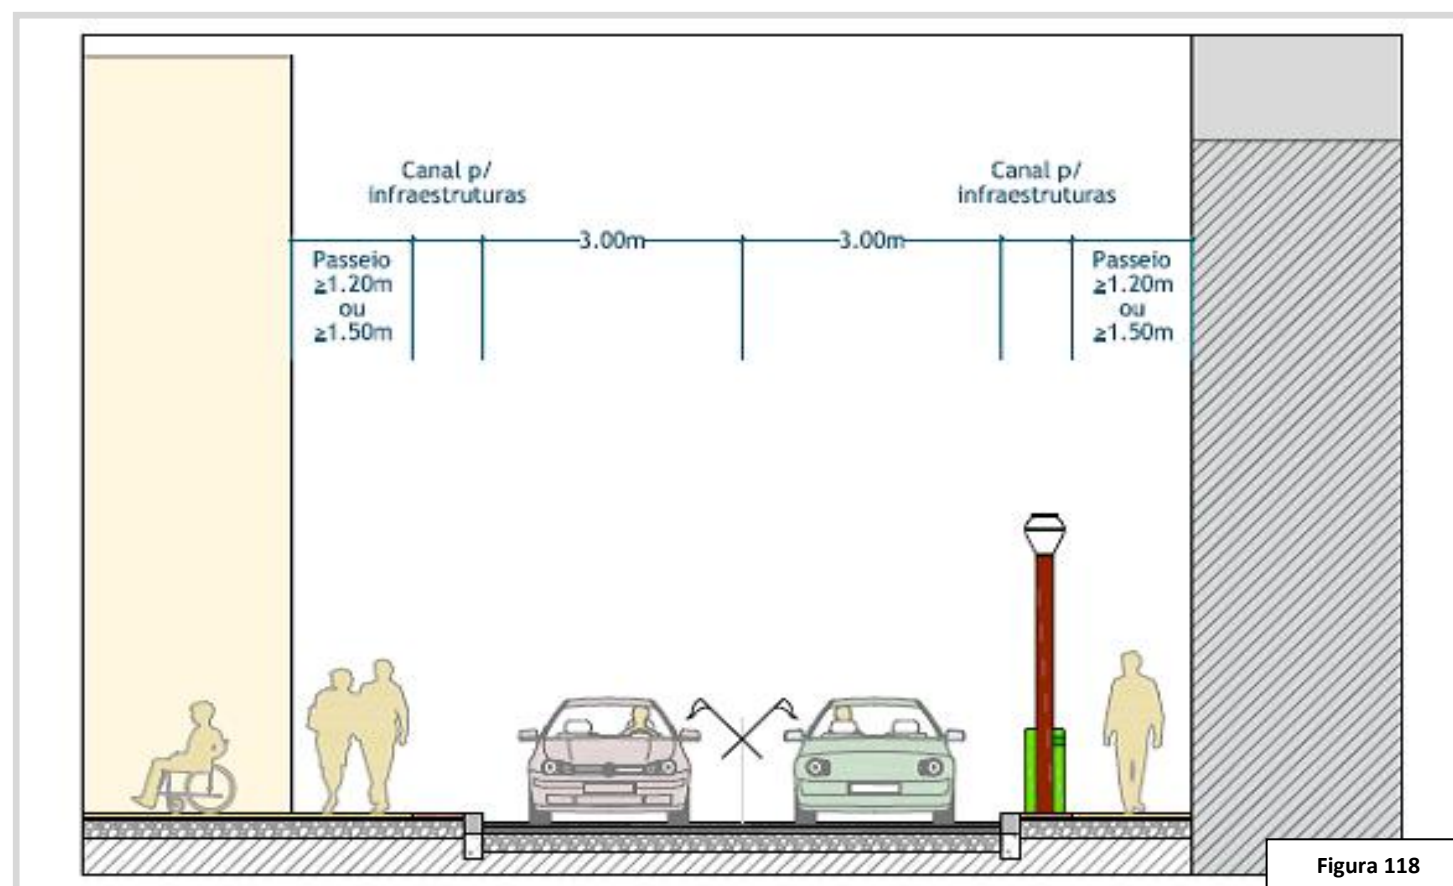 Canal p/
infraestruturas
Canal p/
infraestruturas
3.00m
3.00m
Passeio
≥1.20m
ou
≥1.50m
Passeio
≥1.20m
ou
≥1.50m
Figura 118